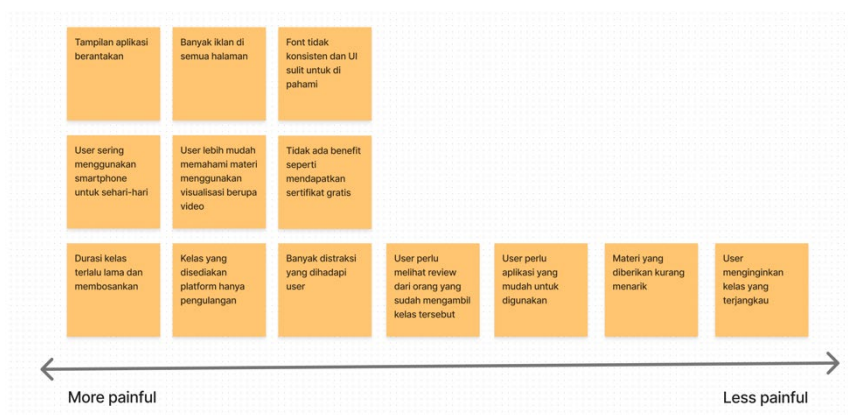 Tampilan aplikasi
berantakan
Banyak iklan di
semua halaman
Font tidak
konsisten dan UI
sulit untuk di
pahami
User sering
menggunakan
smartphone
untuk sehari-hari
User lebih mudah
memahami materi
menggunakan
visualisasi berupa
video
Tidak ada benefit
seperti
mendapatkan
sertifikat gratis
Durasi kelas
terlalu lama dan
membosankan
Kelas yang
disediakan
platform hanya
pengulangan
Banyak distraksi
yang dihadapi
user
User perlu
melihat review
dari orang yang
sudah mengambil
kelas tersebut
User perlu
aplikasi yang
mudah untuk
digunakan
Materi yang
diberikan kurang
menarik
User
menginginkan
kelas yang
terjangkau
More painful
Less painful